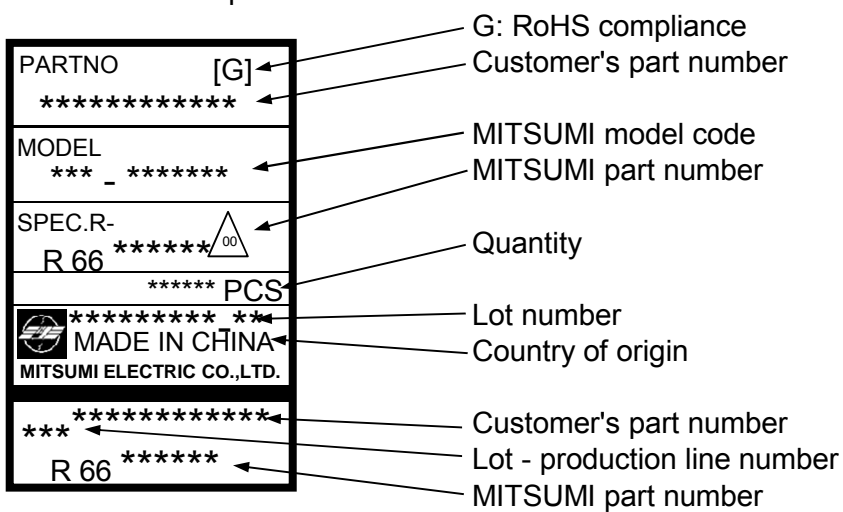 G: RoHS compliance
PARTNO [G]
Customer's part number
************
MODEL
MITSUMI model code
*** - *******
MITSUMI part number
SPEC.R-
R 66 ****** 00
Quantity
****** PCS
********* - **
Lot number
MADE IN CHINA
Country of origin
MITSUMI ELECTRIC CO.,LTD.
************
Customer's part number
***
Lot - production line number
R 66 ******
MITSUMI part number